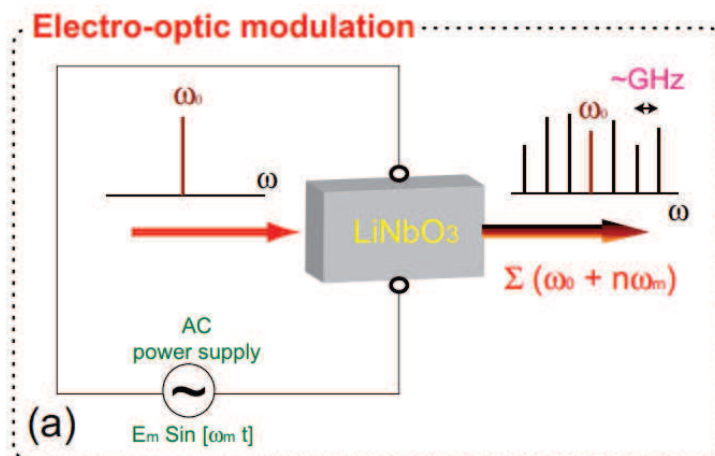 Electro-optic modulation
~GHz
ω₀
ω₀
ω
ω
LiNbO₃
Σ (ω₀ + nωₘ)
AC
power supply
~
Eₘ Sin [ωₘ t]
(a)